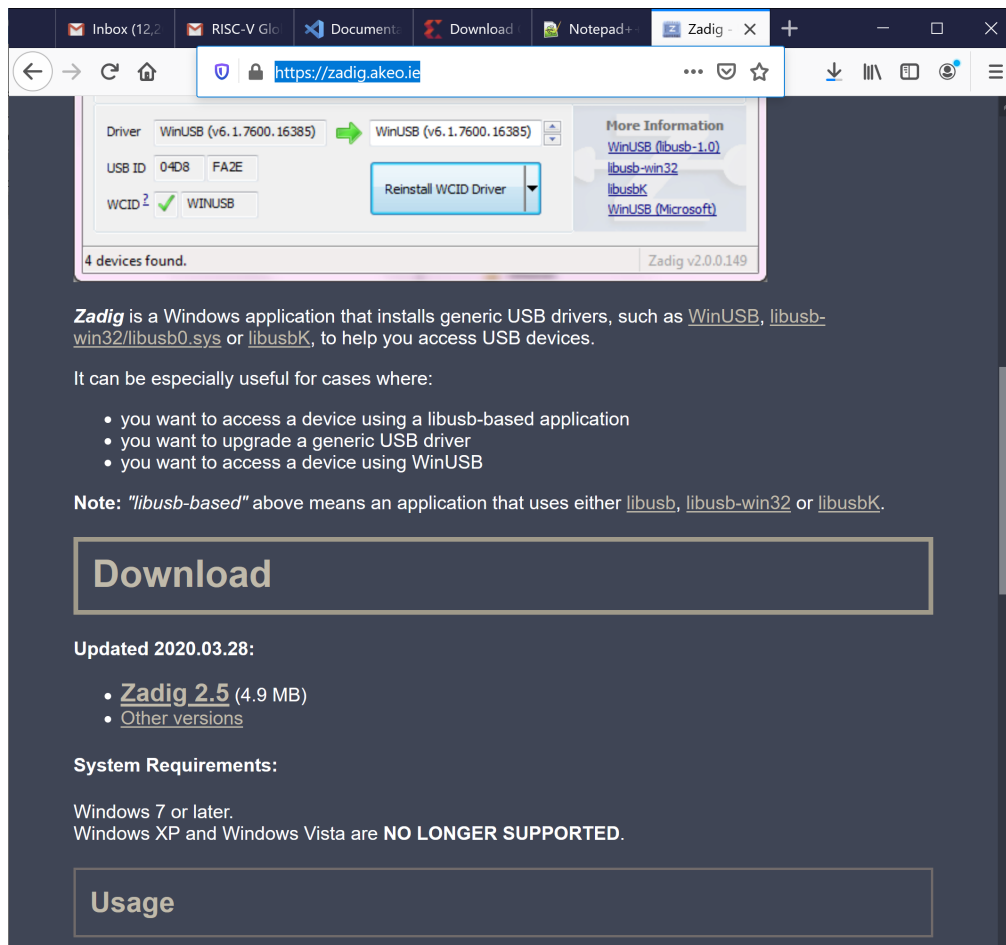 Inbox (12,2
RISC-V Glo
Documenta
Download
Notepad+
Zadig -
https://zadig.akeo.ie
Driver WinUSB (v6.1.7600.16385) WinUSB (v6.1.7600.16385)
USB ID 04D8 FA2E
WCID ? WINUSB
Reinstall WCID Driver
More Information
WinUSB (libusb-1.0)
libusb-win32
libusbK
WinUSB (Microsoft)
4 devices found.
Zadig v2.0.0.149
Zadig is a Windows application that installs generic USB drivers, such as WinUSB, libusb-
win32/libusb0.sys or libusbK, to help you access USB devices.
It can be especially useful for cases where:
• you want to access a device using a libusb-based application
• you want to upgrade a generic USB driver
• you want to access a device using WinUSB
Note: "libusb-based" above means an application that uses either libusb, libusb-win32 or libusbK.
Download
Updated 2020.03.28:
• Zadig 2.5 (4.9 MB)
• Other versions
System Requirements:
Windows 7 or later.
Windows XP and Windows Vista are NO LONGER SUPPORTED.
Usage